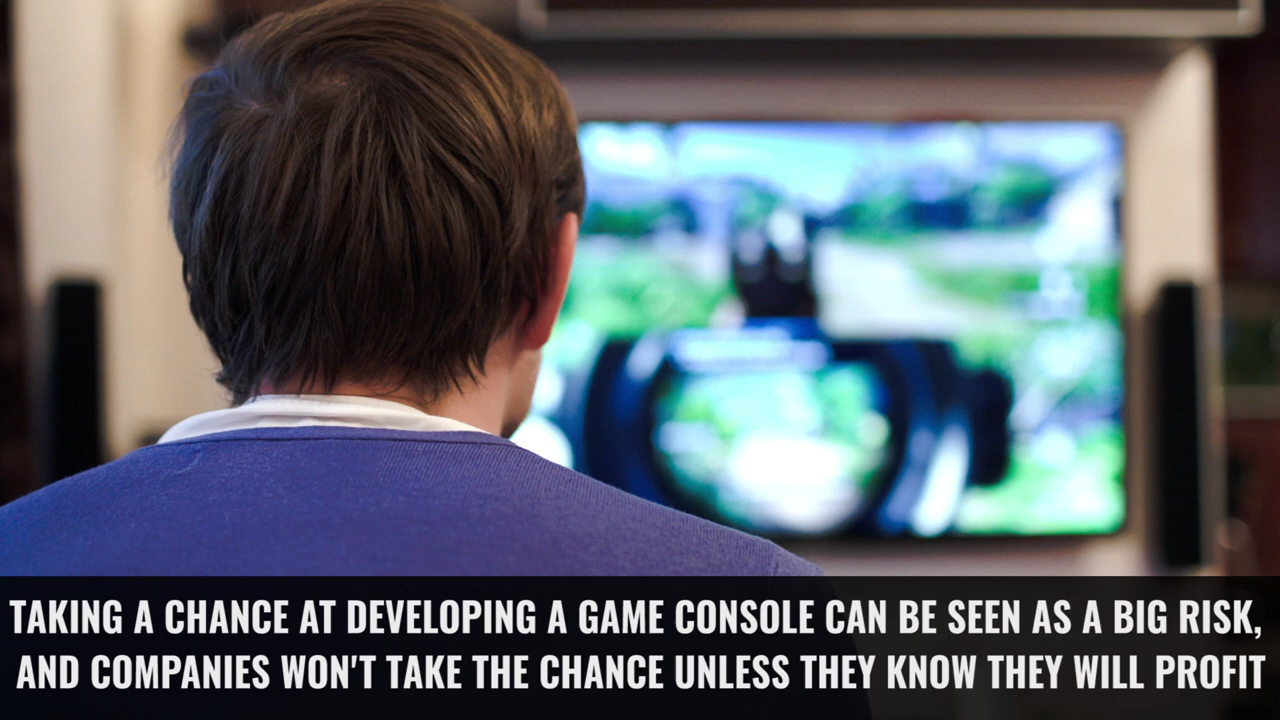 TAKING A CHANCE AT DEVELOPING A GAME CONSOLE CAN BE SEEN AS A BIG RISK,
AND COMPANIES WON'T TAKE THE CHANCE UNLESS THEY KNOW THEY WILL PROFIT